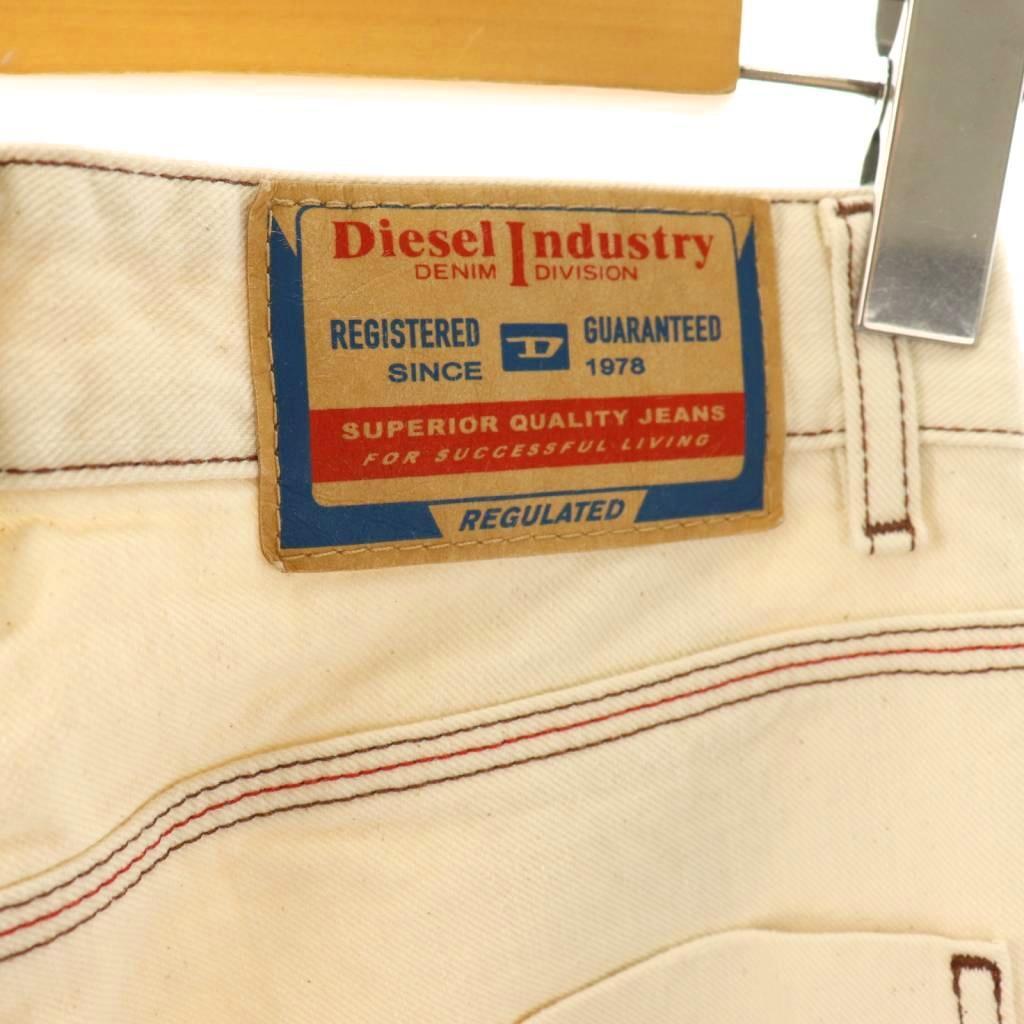 Diesel Industry
DENIM DIVISION
REGISTERED D GUARANTEED
SINCE 1978
SUPERIOR QUALITY JEANS
FOR SUCCESSFUL LIVING
REGULATED